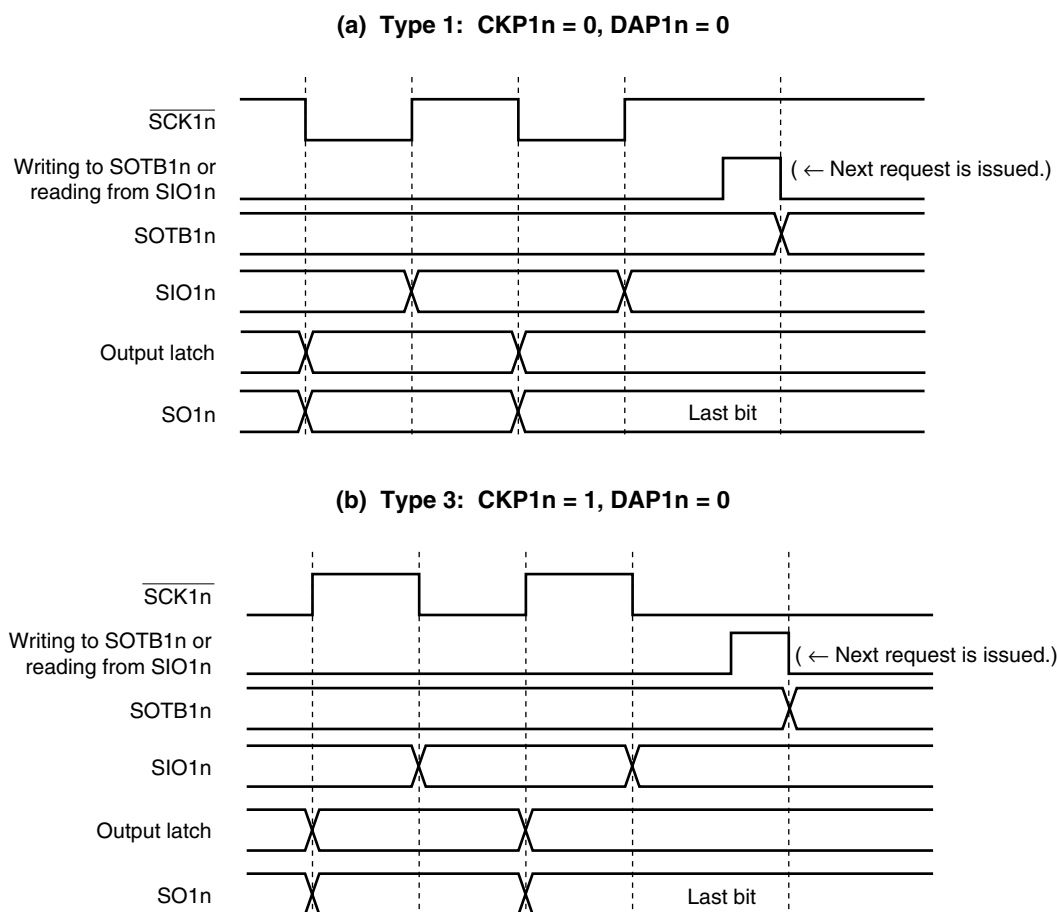 (a) Type 1: CKP1n = 0, DAP1n = 0
SCK1n
Writing to SOTB1n or
reading from SIO1n
( ← Next request is issued.)
SOTB1n
SIO1n
Output latch
SO1n
Last bit
(b) Type 3: CKP1n = 1, DAP1n = 0
SCK1n
Writing to SOTB1n or
reading from SIO1n
( ← Next request is issued.)
SOTB1n
SIO1n
Output latch
SO1n
Last bit